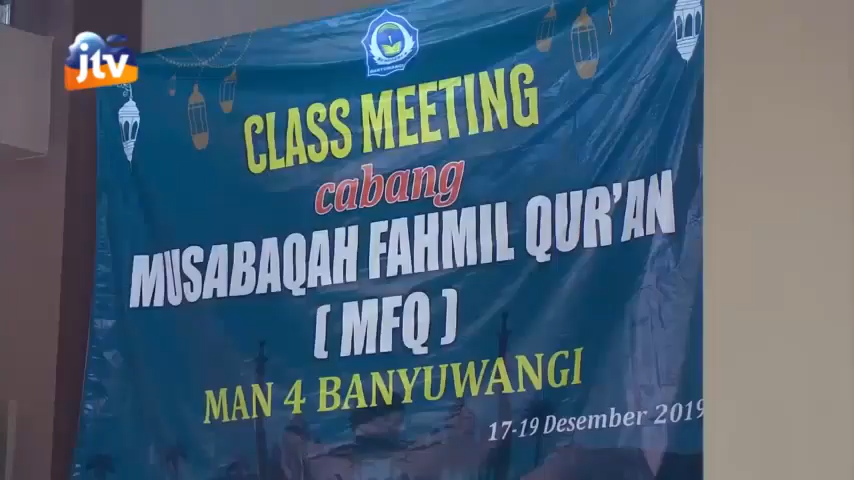 jtv
CLASS MEETING
cabang
MUSABAQAH FAHMIL QUR'AN
[ MFQ ]
MAN 4 BANYUWANGI
17-19 Desember 2019